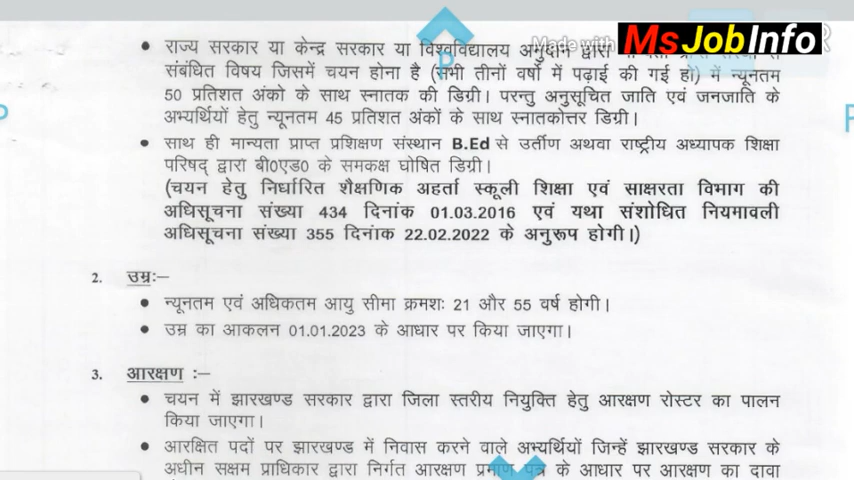 Made with
MsJobInfo
राज्य सरकार या केन्द्र सरकार या विश्वविद्यालय अनुदान द्वारा
संबंधित विषय जिसमें चयन होना है (सभी तीनों वर्षो में पढ़ाई की गई हो) में न्यूनतम
50 प्रतिशत अंको के साथ स्नातक की डिग्री। परन्तु अनुसूचित जाति एवं जनजाति के
अभ्यर्थियों हेतु न्यूनतम 45 प्रतिशत अंकों के साथ स्नातकोत्तर डिग्री।
साथ ही मान्यता प्राप्त प्रशिक्षण संस्थान B.Ed से उर्तीण अथवा राष्ट्रीय अध्यापक शिक्षा
परिषद् द्वारा बी0एड0 के समकक्ष घोषित डिग्री।
(चयन हेतु निर्धारित शैक्षणिक अहर्ता स्कूली शिक्षा एवं साक्षरता विभाग की
अधिसूचना संख्या 434 दिनांक 01.03.2016 एवं यथा संशोधित नियमावली
अधिसूचना संख्या 355 दिनांक 22.02.2022 के अनुरूप होगी।)
2. उम्रः—
न्यूनतम एवं अधिकतम आयु सीमा क्रमशः 21 और 55 वर्ष होगी।
उम्र का आकलन 01.01.2023 के आधार पर किया जाएगा।
3. आरक्षण :—
चयन में झारखण्ड सरकार द्वारा जिला स्तरीय नियुक्ति हेतु आरक्षण रोस्टर का पालन
किया जाएगा।
आरक्षित पदों पर झारखण्ड में निवास करने वाले अभ्यर्थियों जिन्हें झारखण्ड सरकार के
अधीन सक्षम प्राधिकार द्वारा निर्गत आरक्षण प्रमाण पत्र के आधार पर आरक्षण का दावा